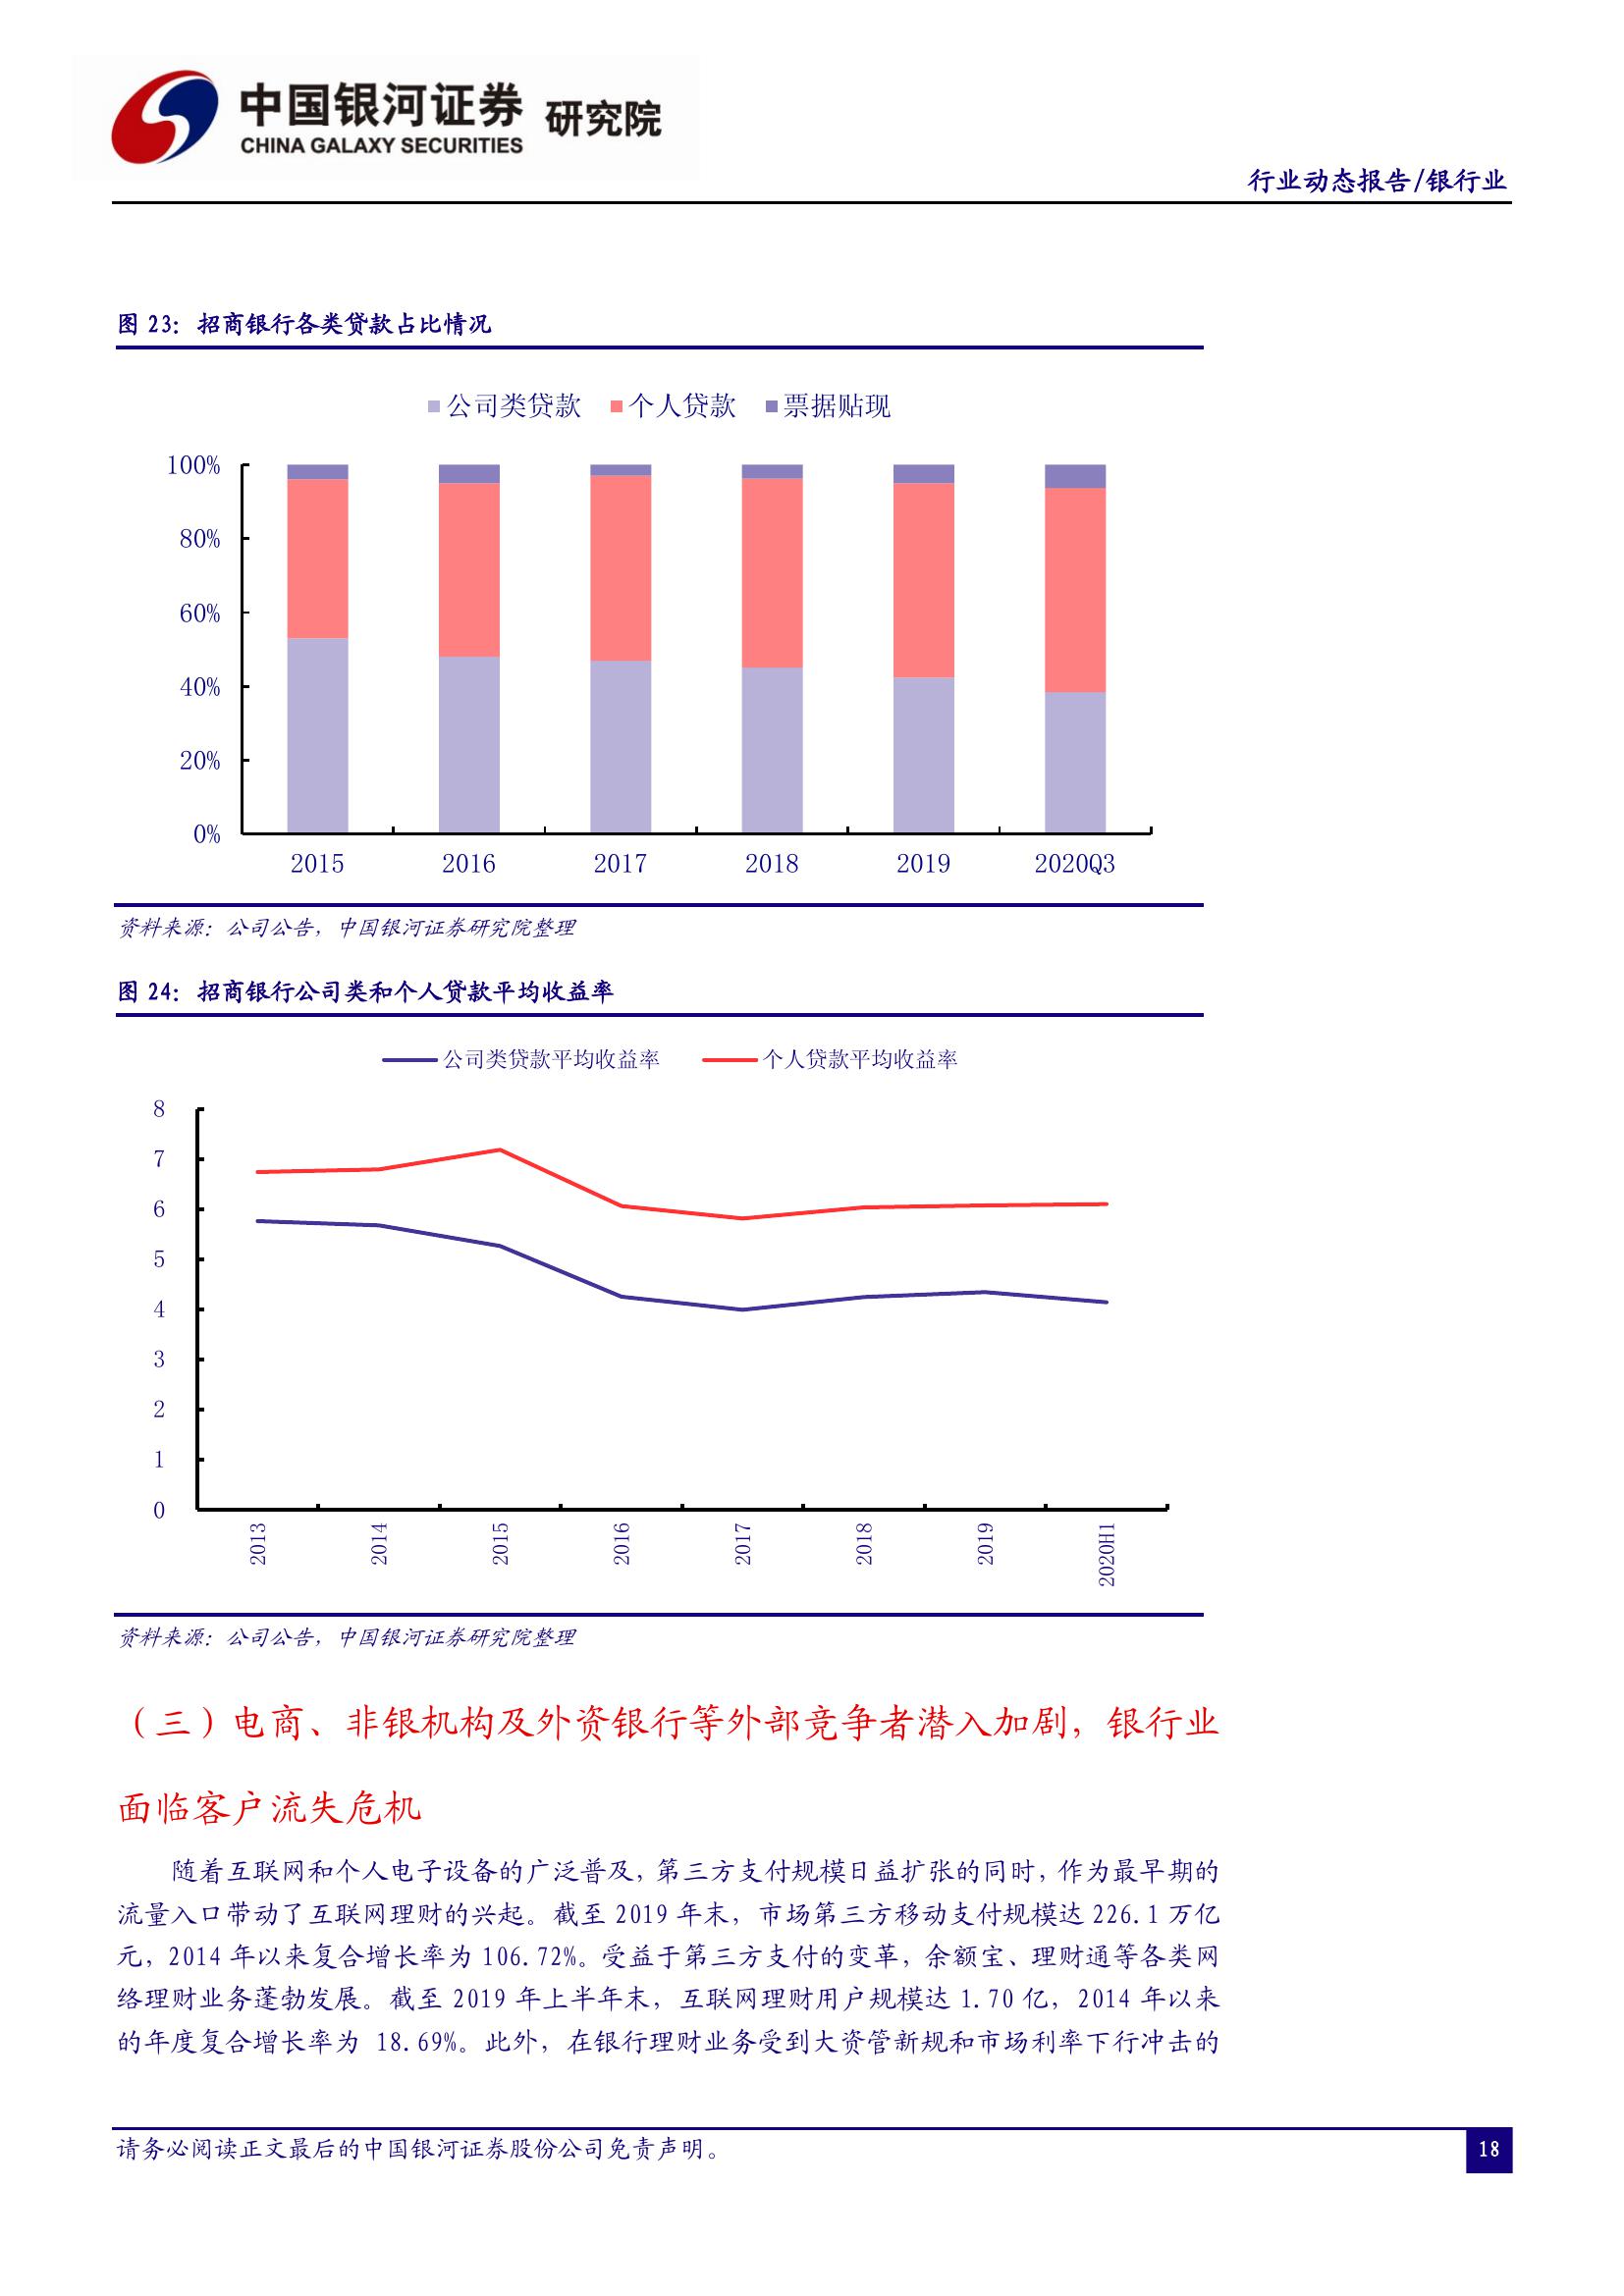 中国银河证券 研究院
CHINA GALAXY SECURITIES
行业动态报告/银行业
图 23：招商银行各类贷款占比情况
公司类贷款 个人贷款 票据贴现
100%
80%
60%
40%
20%
0%
2015 2016 2017 2018 2019 2020Q3
资料来源：公司公告，中国银河证券研究院整理
图 24：招商银行公司类和个人贷款平均收益率
公司类贷款平均收益率 个人贷款平均收益率
8
7
6
5
4
3
2
1
0
2013 2014 2015 2016 2017 2018 2019 2020H1
资料来源：公司公告，中国银河证券研究院整理
（三）电商、非银机构及外资银行等外部竞争者潜入加剧，银行业
面临客户流失危机
随着互联网和个人电子设备的广泛普及，第三方支付规模日益扩张的同时，作为最早期的
流量入口带动了互联网理财的兴起。截至 2019 年末，市场第三方移动支付规模达 226.1 万亿
元，2014 年以来复合增长率为 106.72%。受益于第三方支付的变革，余额宝、理财通等各类网
络理财业务蓬勃发展。截至 2019 年上半年末，互联网理财用户规模达 1.70 亿，2014 年以来
的年度复合增长率为 18.69%。此外，在银行理财业务受到大资管新规和市场利率下行冲击的
请务必阅读正文最后的中国银河证券股份公司免责声明。
18